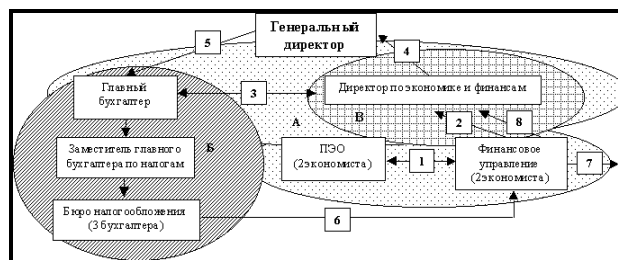 Генеральный
директор
5
4
Главный
бухгалтер
3
Директор по экономике и финансам
А
В
2
8
Заместитель главного
бухгалтера по налогам
Б
ПЭО
(2экономиста)
1
Финансовое
управление
(2экономиста)
7
Бюро налогообложения
(3 бухгалтера)
6